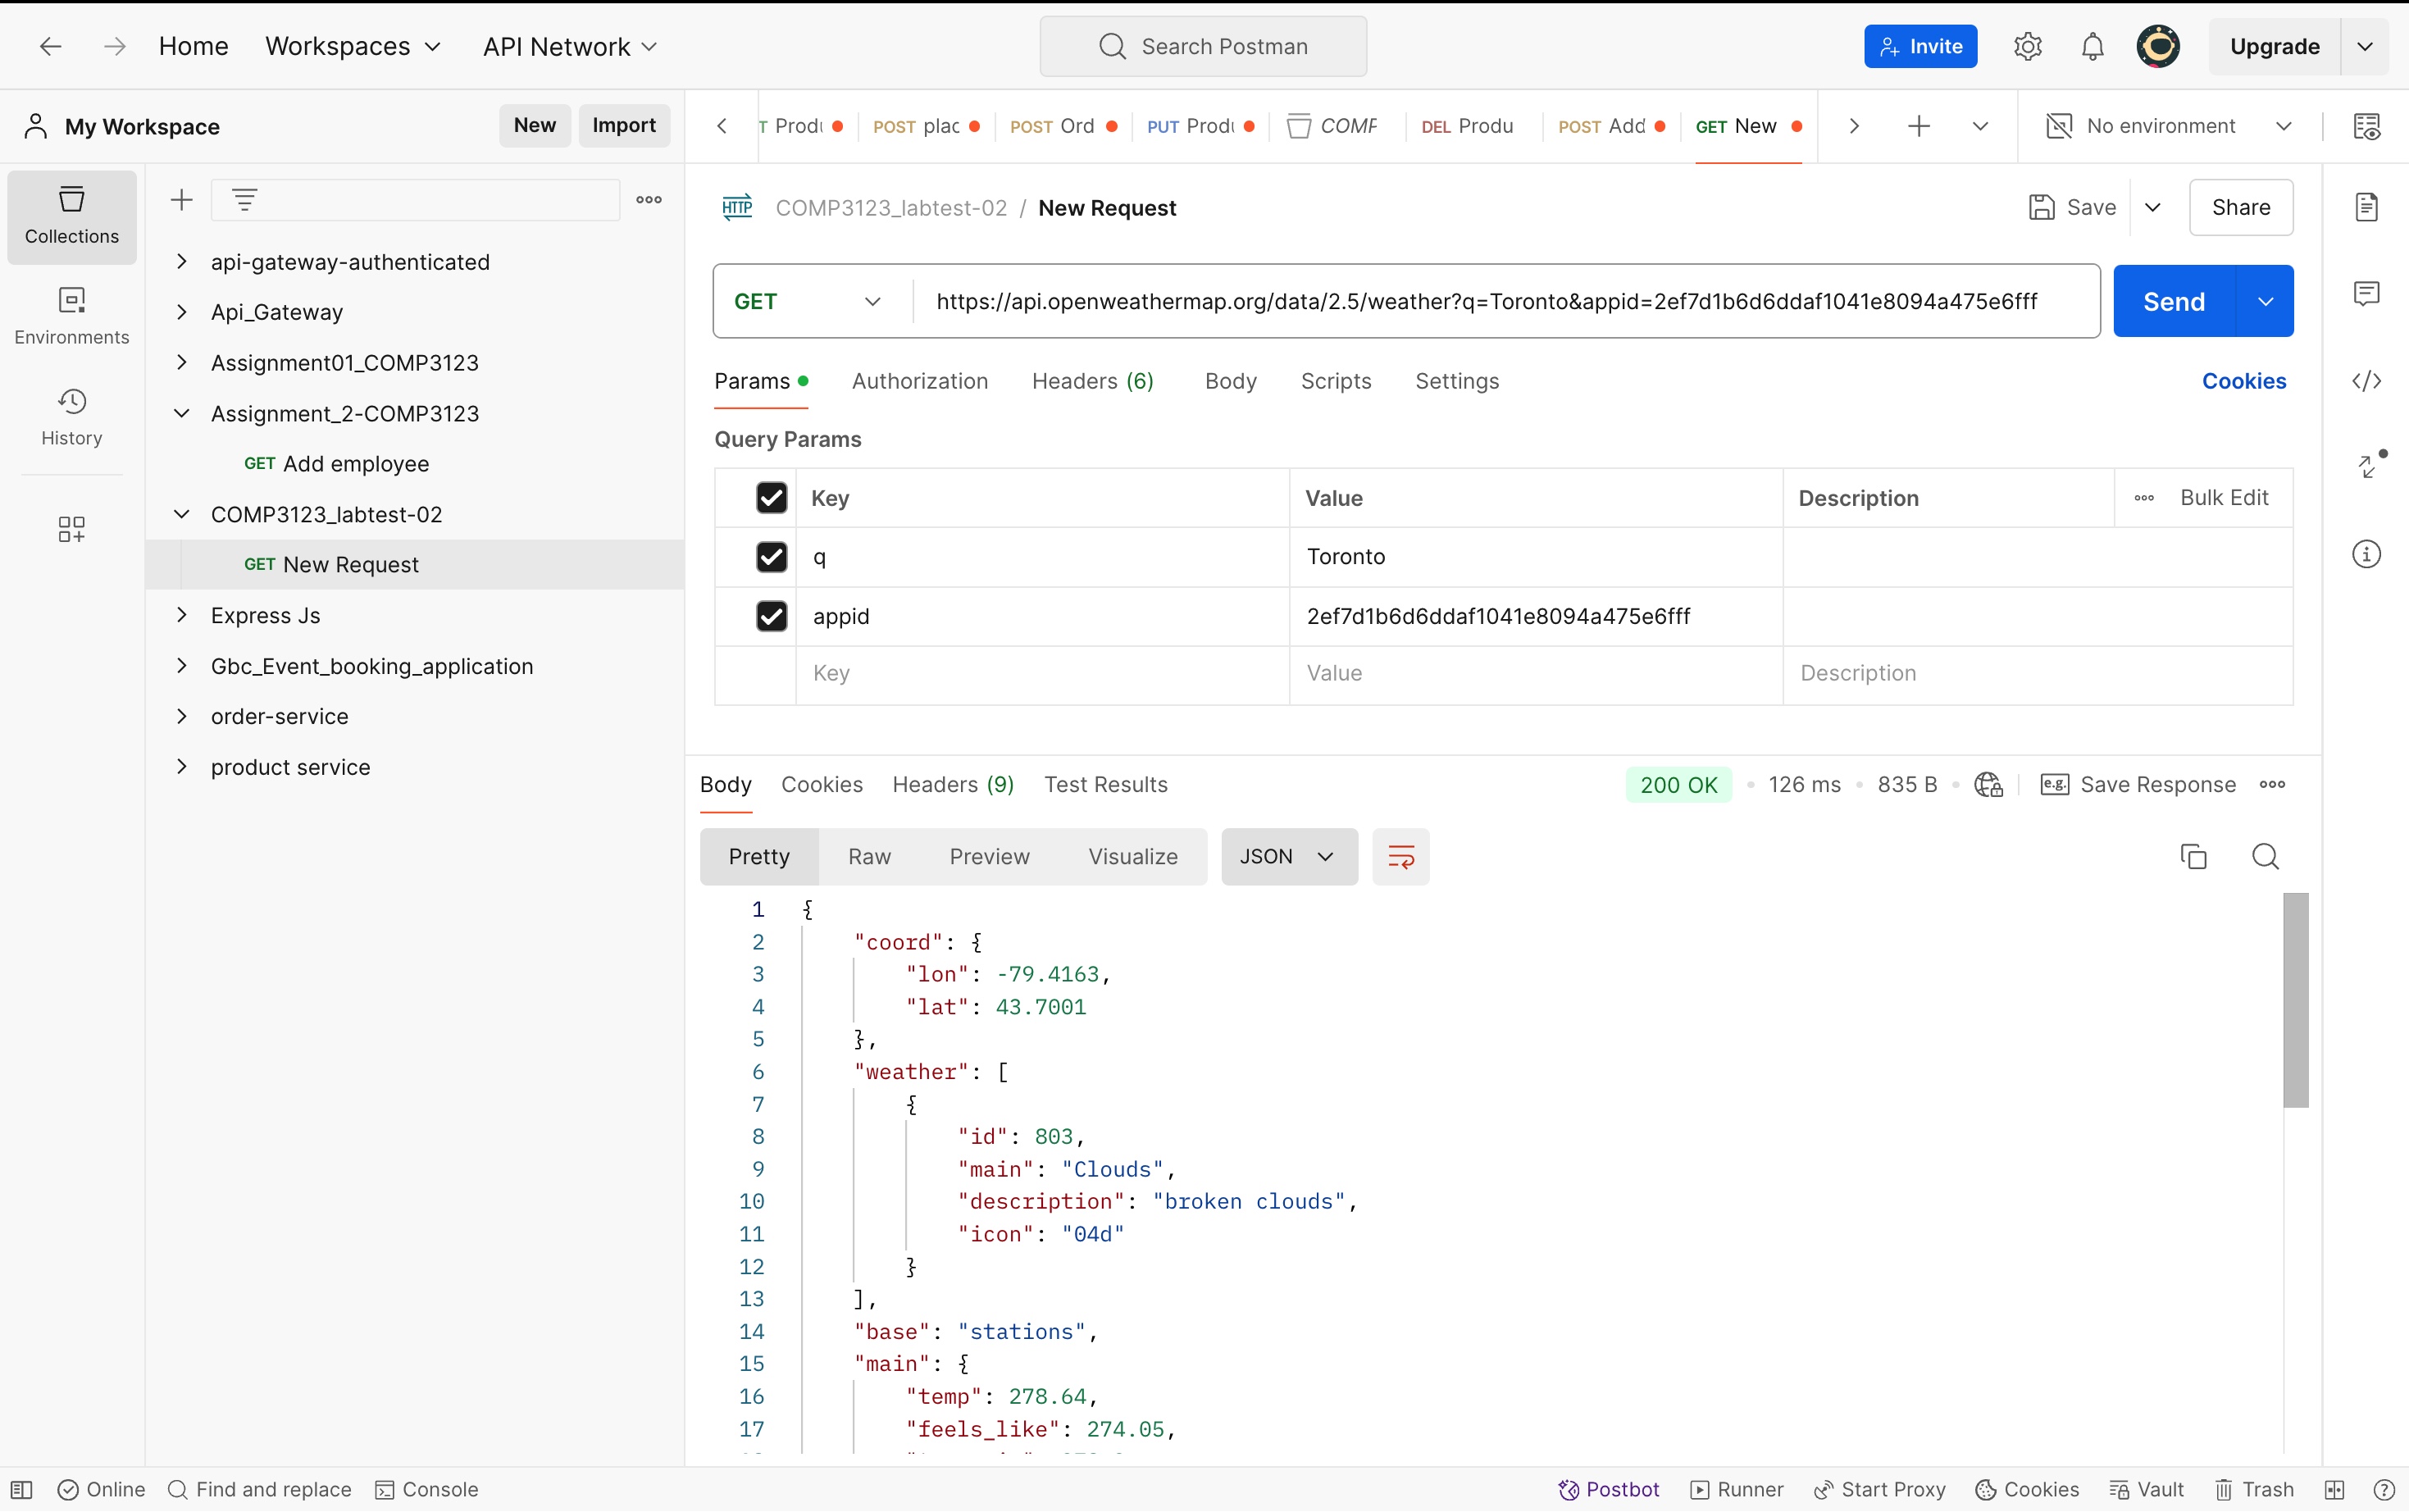 Home Workspaces API Network Search Postman Invite Upgrade
My Workspace New Import
T Produ POST plac POST Ord PUT Produ COMP DEL Produ POST Add GET New No environment
Collections
Environments
History
api-gateway-authenticated
Api_Gateway
Assignment01_COMP3123
Assignment_2-COMP3123
GET Add employee
COMP3123_labtest-02
GET New Request
Express Js
Gbc_Event_booking_application
order-service
product service
HTTP COMP3123_labtest-02 / New Request Save Share
GET https://api.openweathermap.org/data/2.5/weather?q=Toronto&appid=2ef7d1b6d6ddaf1041e8094a475e6fff Send
Params Authorization Headers (6) Body Scripts Settings Cookies
Query Params
Key Value Description Bulk Edit
q Toronto
appid 2ef7d1b6d6ddaf1041e8094a475e6fff
Key Value Description
Body Cookies Headers (9) Test Results 200 OK 126 ms 835 B e.g. Save Response
Pretty Raw Preview Visualize JSON
1 {
2 "coord": {
3 "lon": -79.4163,
4 "lat": 43.7001
5 },
6 "weather": [
7 {
8 "id": 803,
9 "main": "Clouds",
10 "description": "broken clouds",
11 "icon": "04d"
12 }
13 ],
14 "base": "stations",
15 "main": {
16 "temp": 278.64,
17 "feels_like": 274.05,
Online Find and replace Console Postbot Runner Start Proxy Cookies Vault Trash